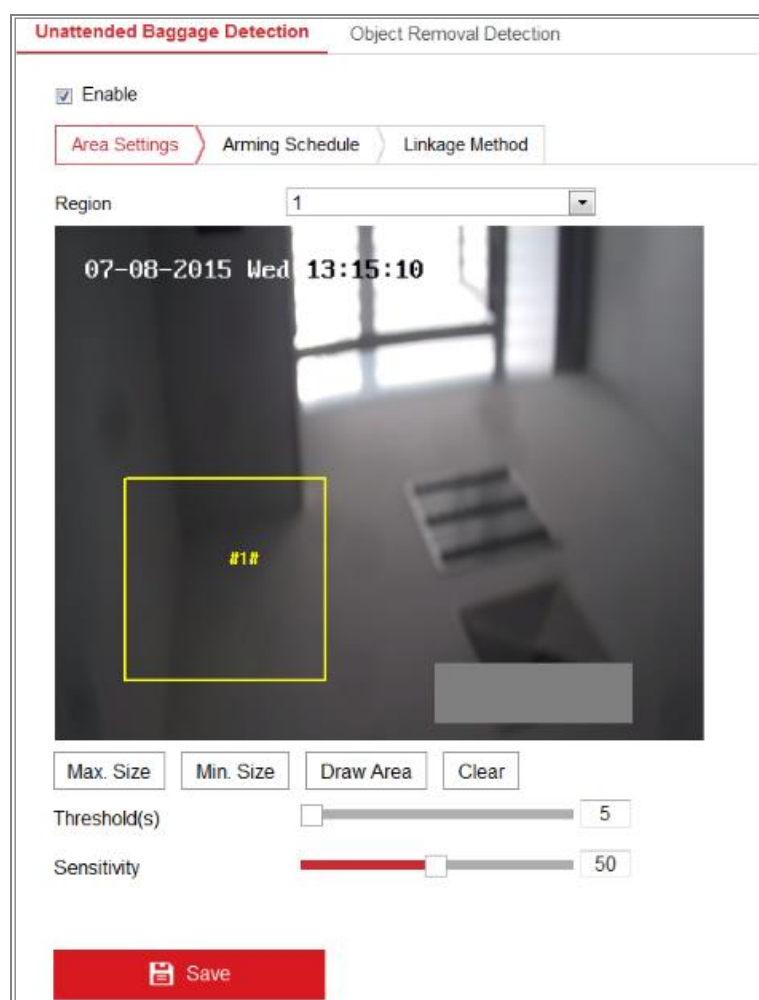 Unattended Baggage Detection Object Removal Detection
Enable
Area Settings Arming Schedule Linkage Method
Region 1
07-08-2015 Wed 13:15:10
#1#
Max. Size Min. Size Draw Area Clear
Threshold(s) 5
Sensitivity 50
Save